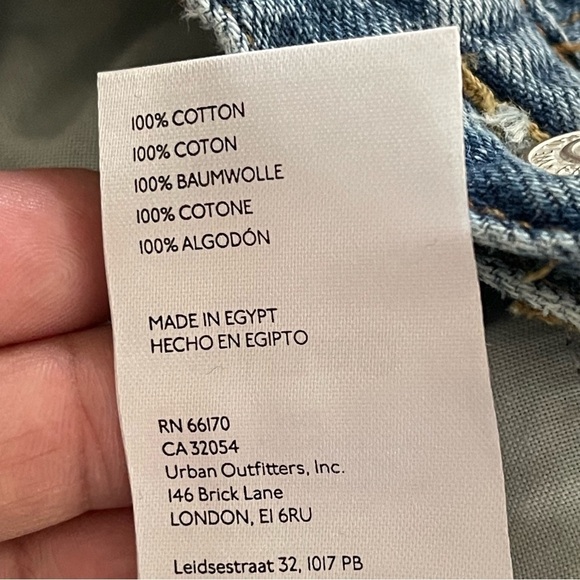 100% COTTON
100% COTON
100% BAUMWOLLE
100% COTONE
100% ALGODÓN
MADE IN EGYPT
HECHO EN EGIPTO
RN 66170
CA 32054
Urban Outfitters, Inc.
146 Brick Lane
LONDON, E1 6RU
Leidsestraat 32, 1017 PB